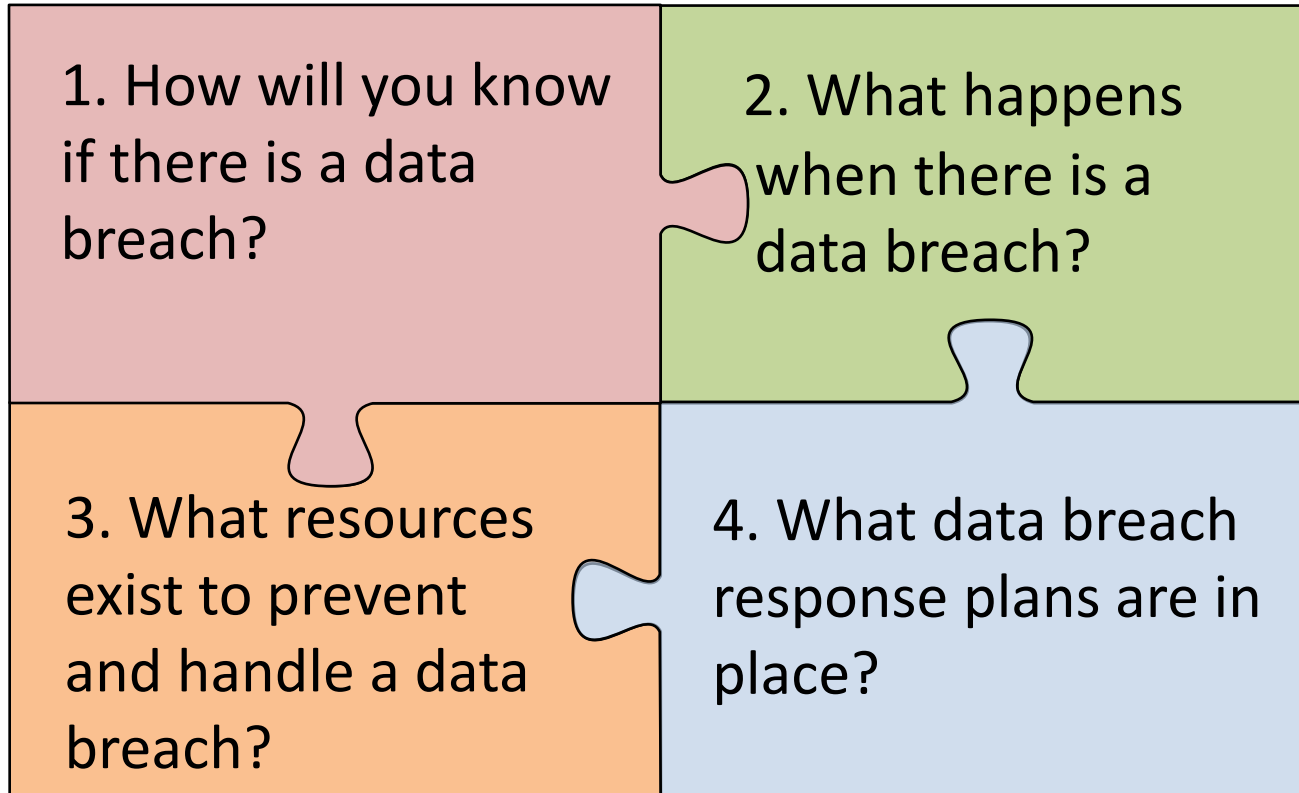 1. How will you know
if there is a data
breach?
2. What happens
when there is a
data breach?
3. What resources
exist to prevent
and handle a data
breach?
4. What data breach
response plans are in
place?